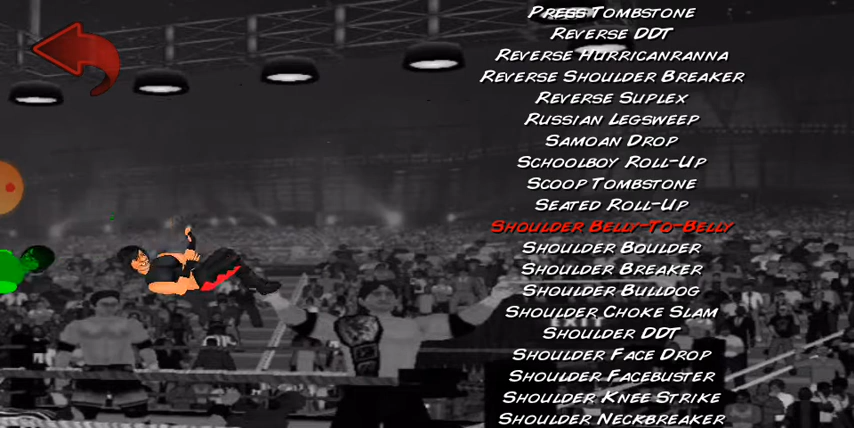 Press Tombstone
Reverse DDT
Reverse Hurricanranna
Reverse Shoulder Breaker
Reverse Suplex
Russian Legsweep
Samoan Drop
Schoolboy Roll-Up
Scoop Tombstone
Seated Roll-Up
Shoulder Belly-To-Belly
Shoulder Boulder
Shoulder Breaker
Shoulder Bulldog
Shoulder Choke Slam
Shoulder DDT
Shoulder Face Drop
Shoulder Facebuster
Shoulder Knee Strike
Shoulder Neckbreaker